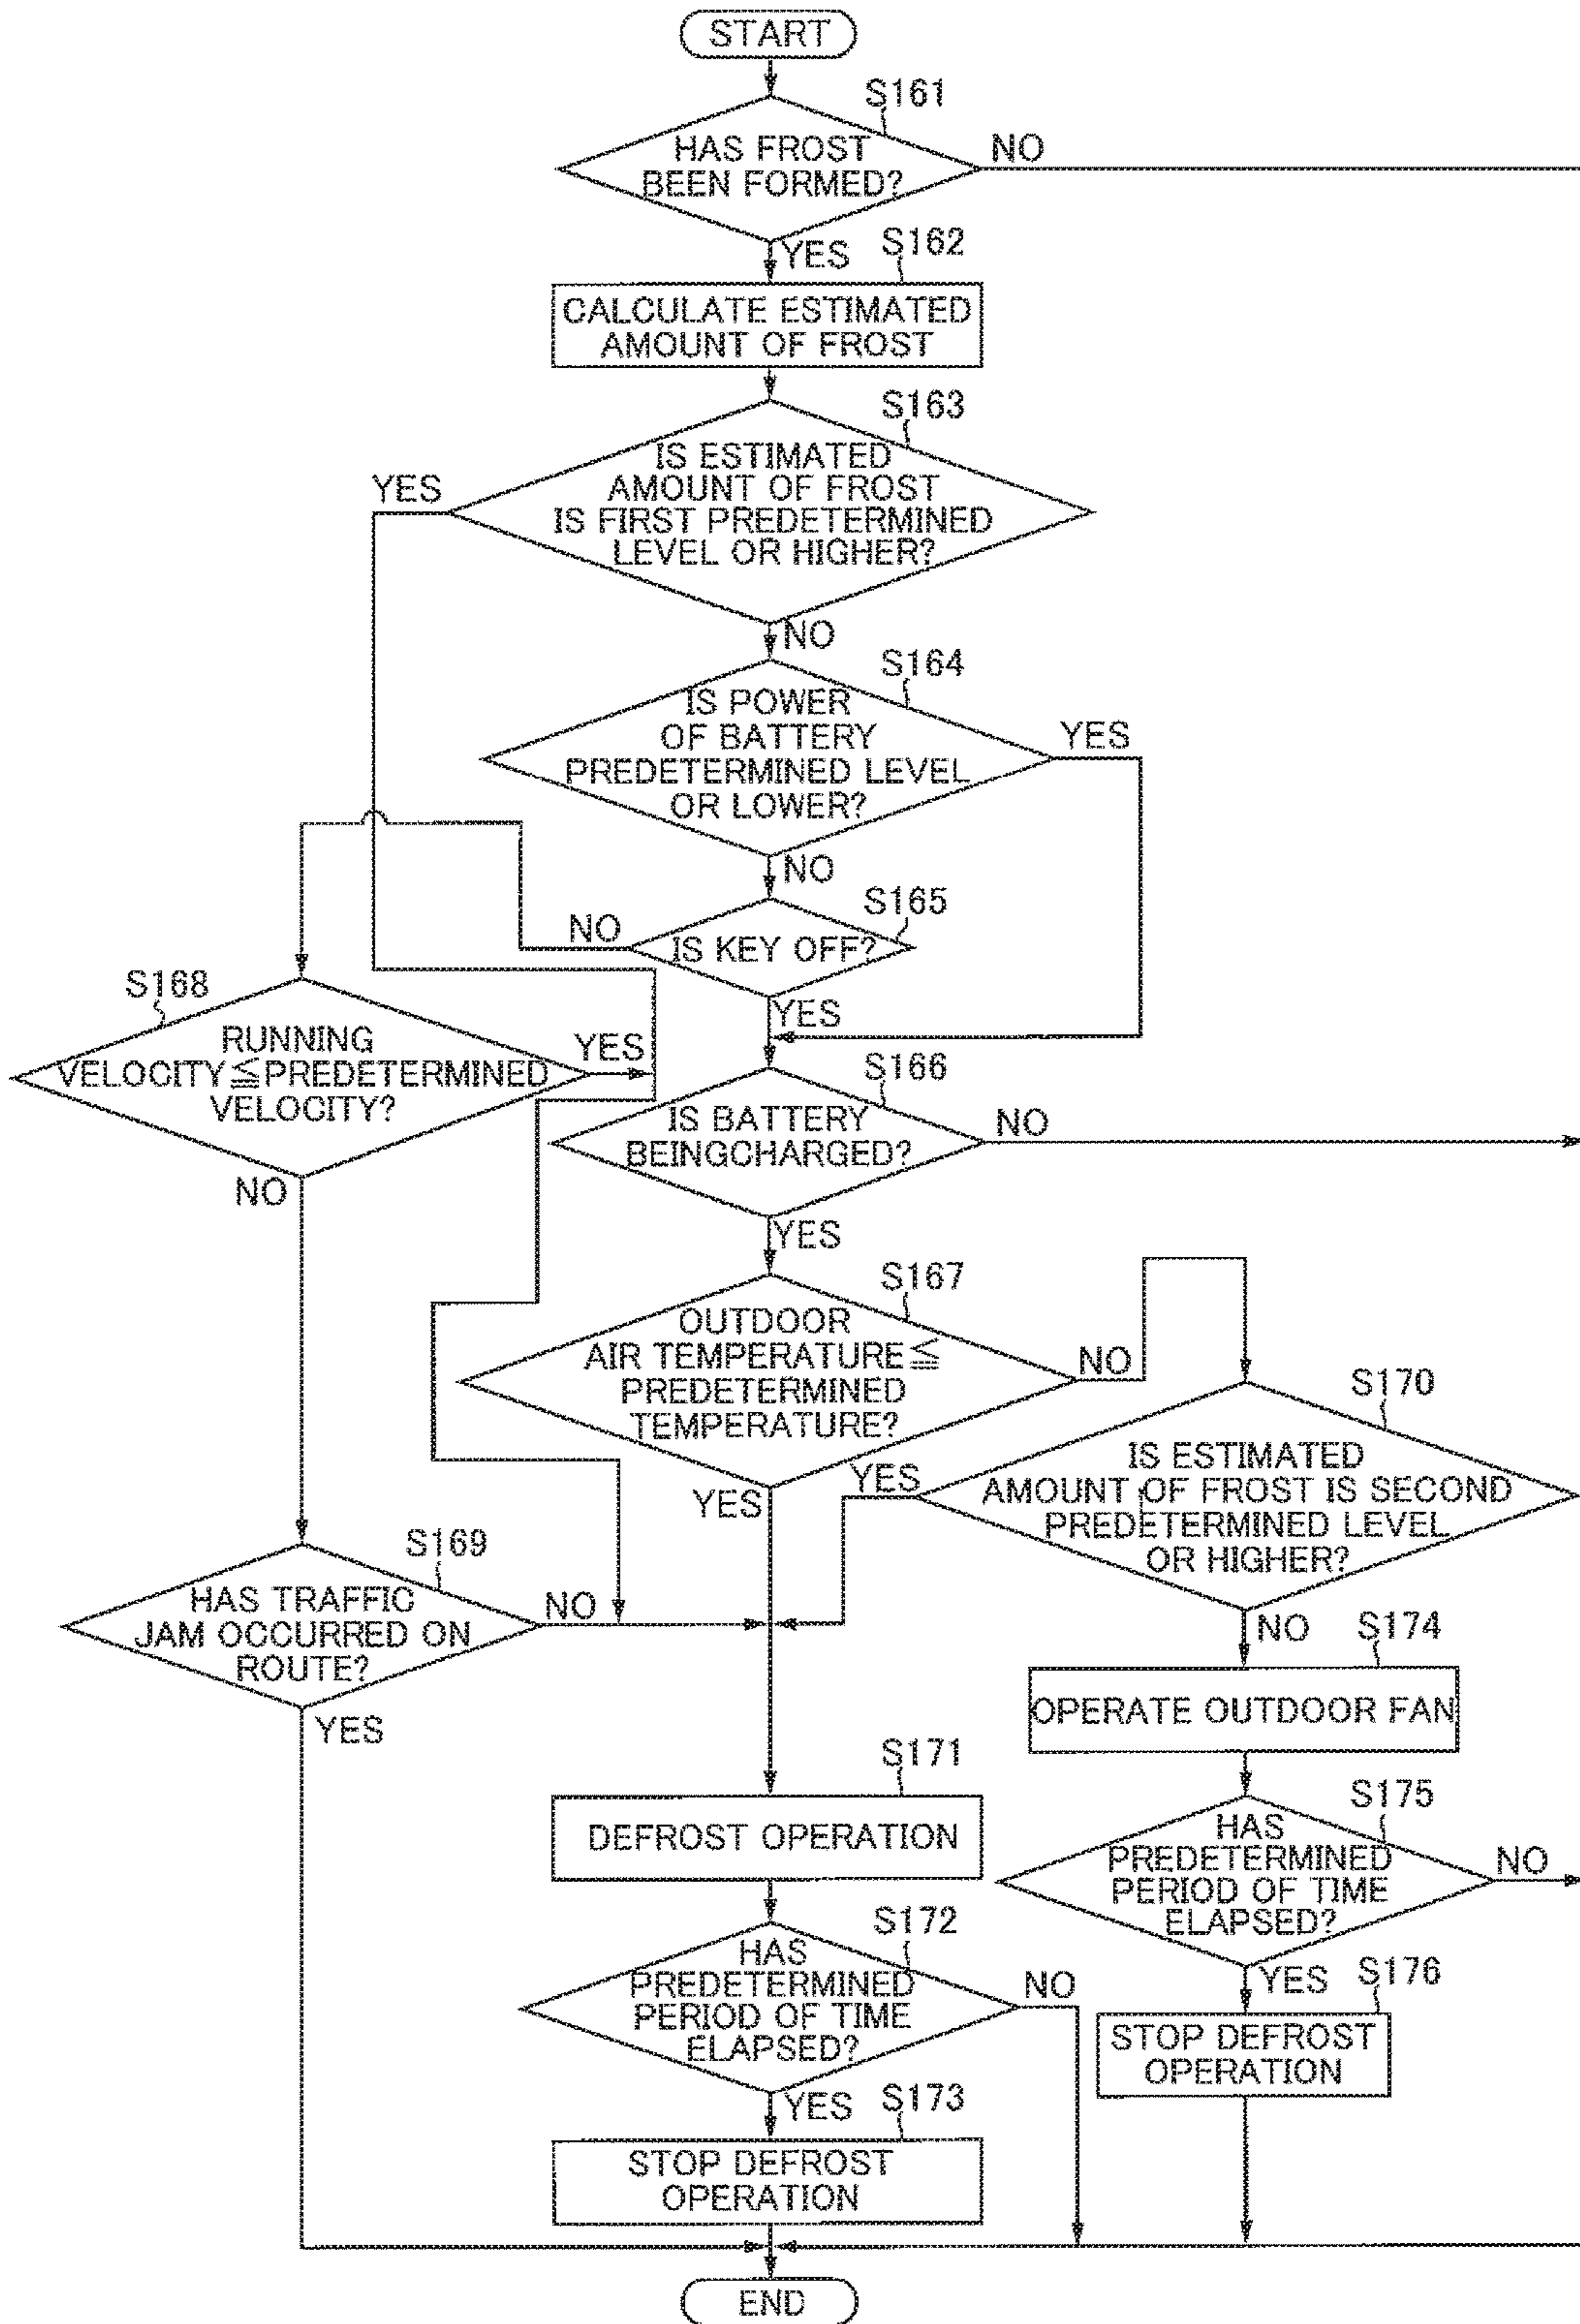 START
S161
HAS FROST
BEEN FORMED?
NO
YES
S162
CALCULATE ESTIMATED
AMOUNT OF FROST
S163
IS ESTIMATED
AMOUNT OF FROST
IS FIRST PREDETERMINED
LEVEL OR HIGHER?
YES
NO
S164
IS POWER
OF BATTERY
PREDETERMINED LEVEL
OR LOWER?
YES
NO
S165
IS KEY OFF?
NO
YES
S168
RUNNING
VELOCITY≦PREDETERMINED
VELOCITY?
YES
NO
S166
IS BATTERY
BEINGCHARGED?
NO
YES
S167
OUTDOOR
AIR TEMPERATURE≦
PREDETERMINED
TEMPERATURE?
NO
YES
S170
IS ESTIMATED
AMOUNT OF FROST IS SECOND
PREDETERMINED LEVEL
OR HIGHER?
YES
NO
S169
HAS TRAFFIC
JAM OCCURRED ON
ROUTE?
NO
YES
S174
OPERATE OUTDOOR FAN
S171
DEFROST OPERATION
S175
HAS
PREDETERMINED
PERIOD OF TIME
ELAPSED?
NO
YES
S172
HAS
PREDETERMINED
PERIOD OF TIME
ELAPSED?
NO
YES
S176
STOP DEFROST
OPERATION
S173
STOP DEFROST
OPERATION
END